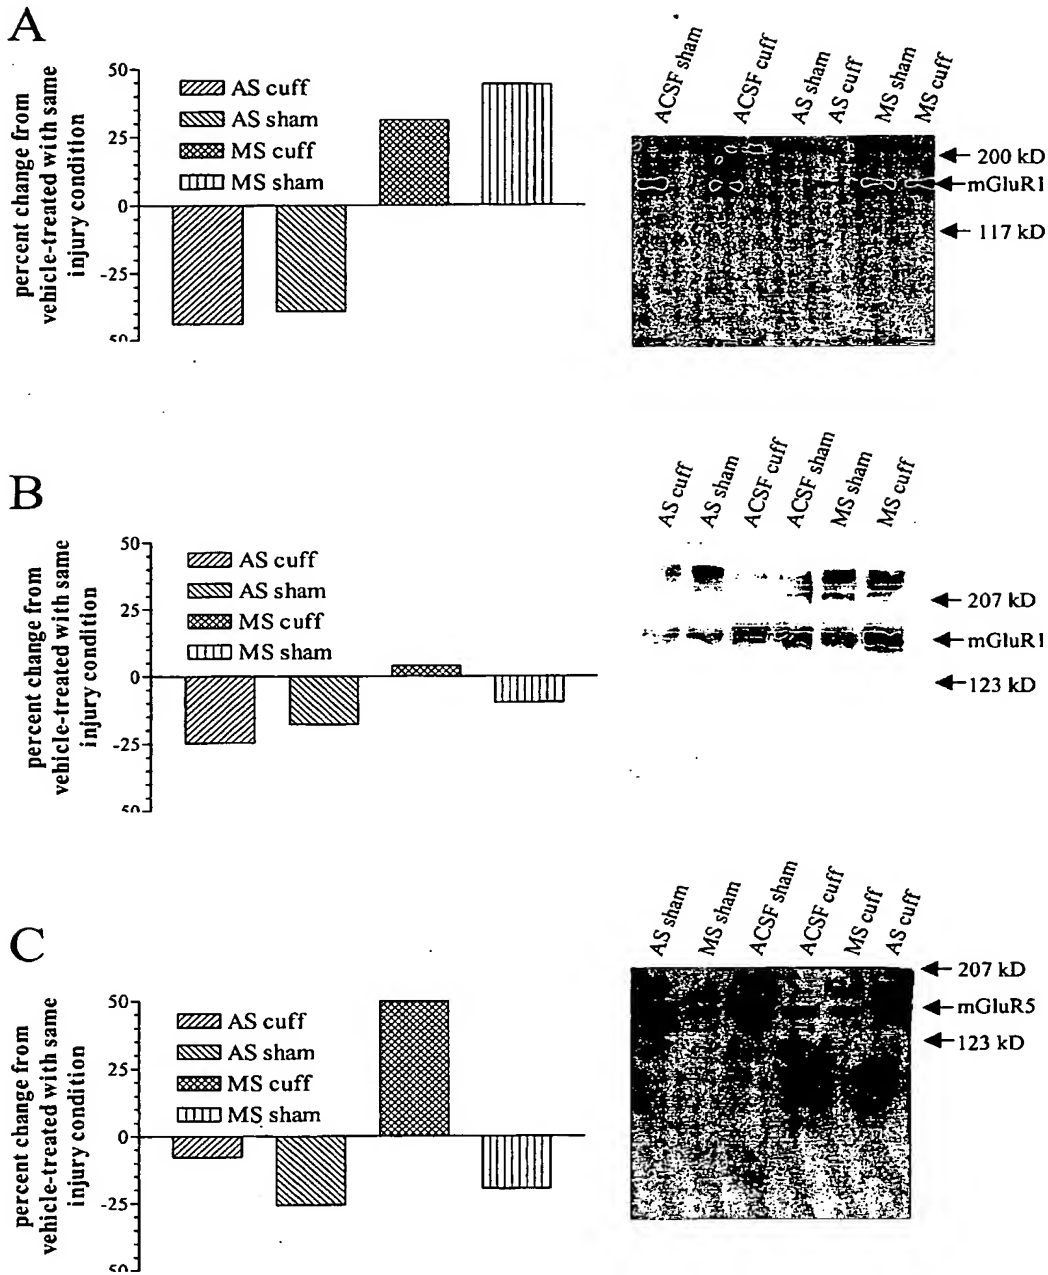 A
percent change from
vehicle-treated with same
injury condition
50
25
0
-25
50
AS cuff
AS sham
MS cuff
MS sham
ACSF sham
ACSF cuff
AS sham
AS cuff
MS sham
MS cuff
200 kD
mGluR1
117 kD
B
percent change from
vehicle-treated with same
injury condition
50
25
0
-25
50
AS cuff
AS sham
MS cuff
MS sham
AS cuff
AS sham
ACSF cuff
ACSF sham
MS sham
MS cuff
207 kD
mGluR1
123 kD
C
percent change from
vehicle-treated with same
injury condition
50
25
0
-25
-50
AS cuff
AS sham
MS cuff
MS sham
AS sham
MS sham
ACSF sham
ACSF cuff
MS cuff
AS cuff
207 kD
mGluR5
123 kD